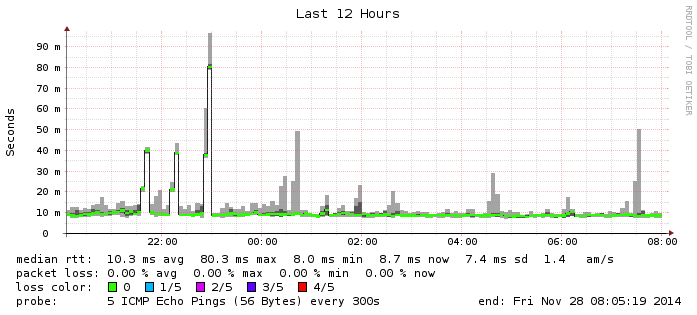 Last 12 Hours
RRDTOOL / TOBI OETIKER
Seconds
90 m
80 m
70 m
60 m
50 m
40 m
30 m
20 m
10 m
0
22:00 00:00 02:00 04:00 06:00 08:00
median rtt: 10.3 ms avg 80.3 ms max 8.0 ms min 8.7 ms now 7.4 ms sd 1.4 am/s
packet loss: 0.00 % avg 0.00 % max 0.00 % min 0.00 % now
loss color: 0 1/5 2/5 3/5 4/5
probe: 5 ICMP Echo Pings (56 Bytes) every 300s end: Fri Nov 28 08:05:19 2014